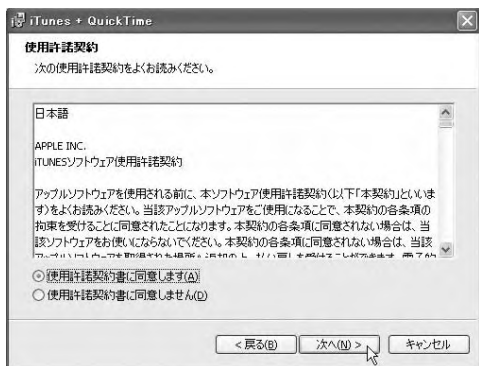 iTunes + QuickTime
使用許諾契約
次の使用許諾契約をよくお読みください。
日本語
APPLE INC.
iTUNESソフトウェア使用許諾契約
アップルソフトウェアを使用される前に、本ソフトウェア使用許諾契約(以下「本契約」といいま
す)をよくお読みください。当該アップルソフトウェアをご使用になることで、本契約の各条項の
拘束を受けることに同意されたことになります。本契約の各条項に同意されない場合は、当
該ソフトウェアをお使いにならないでください。本契約の各条項に同意されない場合は、当該
使用許諾契約書に同意します(A)
使用許諾契約書に同意しません(D)
< 戻る(B)
次へ(N) >
キャンセル